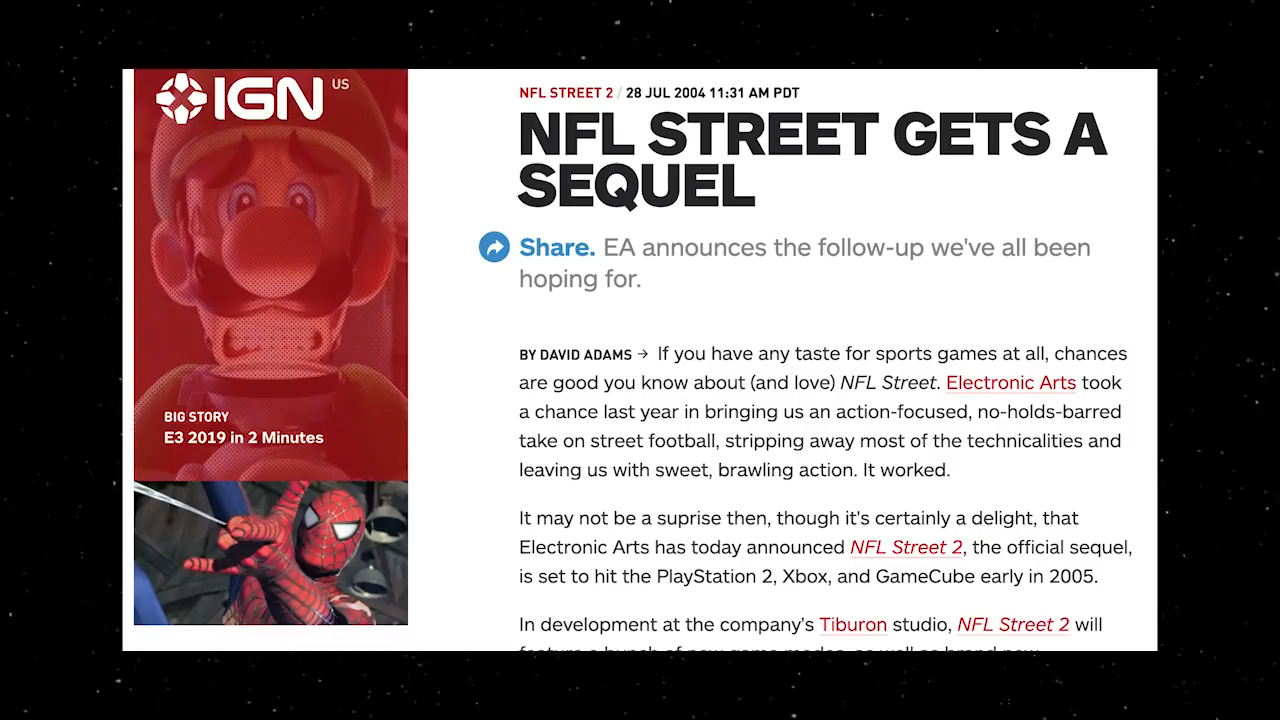 IGN US
BIG STORY
E3 2019 in 2 Minutes
NFL STREET 2 / 28 JUL 2004 11:31 AM PDT
NFL STREET GETS A
SEQUEL
Share. EA announces the follow-up we've all been
hoping for.
BY DAVID ADAMS → If you have any taste for sports games at all, chances
are good you know about (and love) NFL Street. Electronic Arts took
a chance last year in bringing us an action-focused, no-holds-barred
take on street football, stripping away most of the technicalities and
leaving us with sweet, brawling action. It worked.
It may not be a suprise then, though it's certainly a delight, that
Electronic Arts has today announced NFL Street 2, the official sequel,
is set to hit the PlayStation 2, Xbox, and GameCube early in 2005.
In development at the company's Tiburon studio, NFL Street 2 will